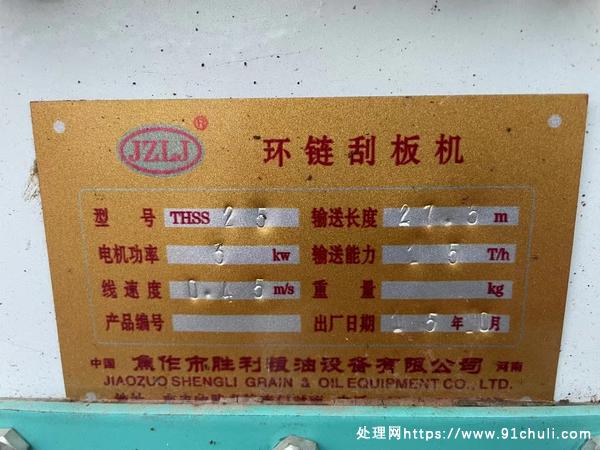 JZLJ ® 环链刮板机
型号 THSS 25 输送长度 27.5 m
电机功率 3 kw 输送能力 15 T/h
线速度 0.45 m/s 重量 kg
产品编号 出厂日期 15年10月
中国 焦作市胜利粮油设备有限公司 河南
JIAOZUO SHENGLI GRAIN & OIL EQUIPMENT CO., LTD.
处理网https://www.91chuli.com/